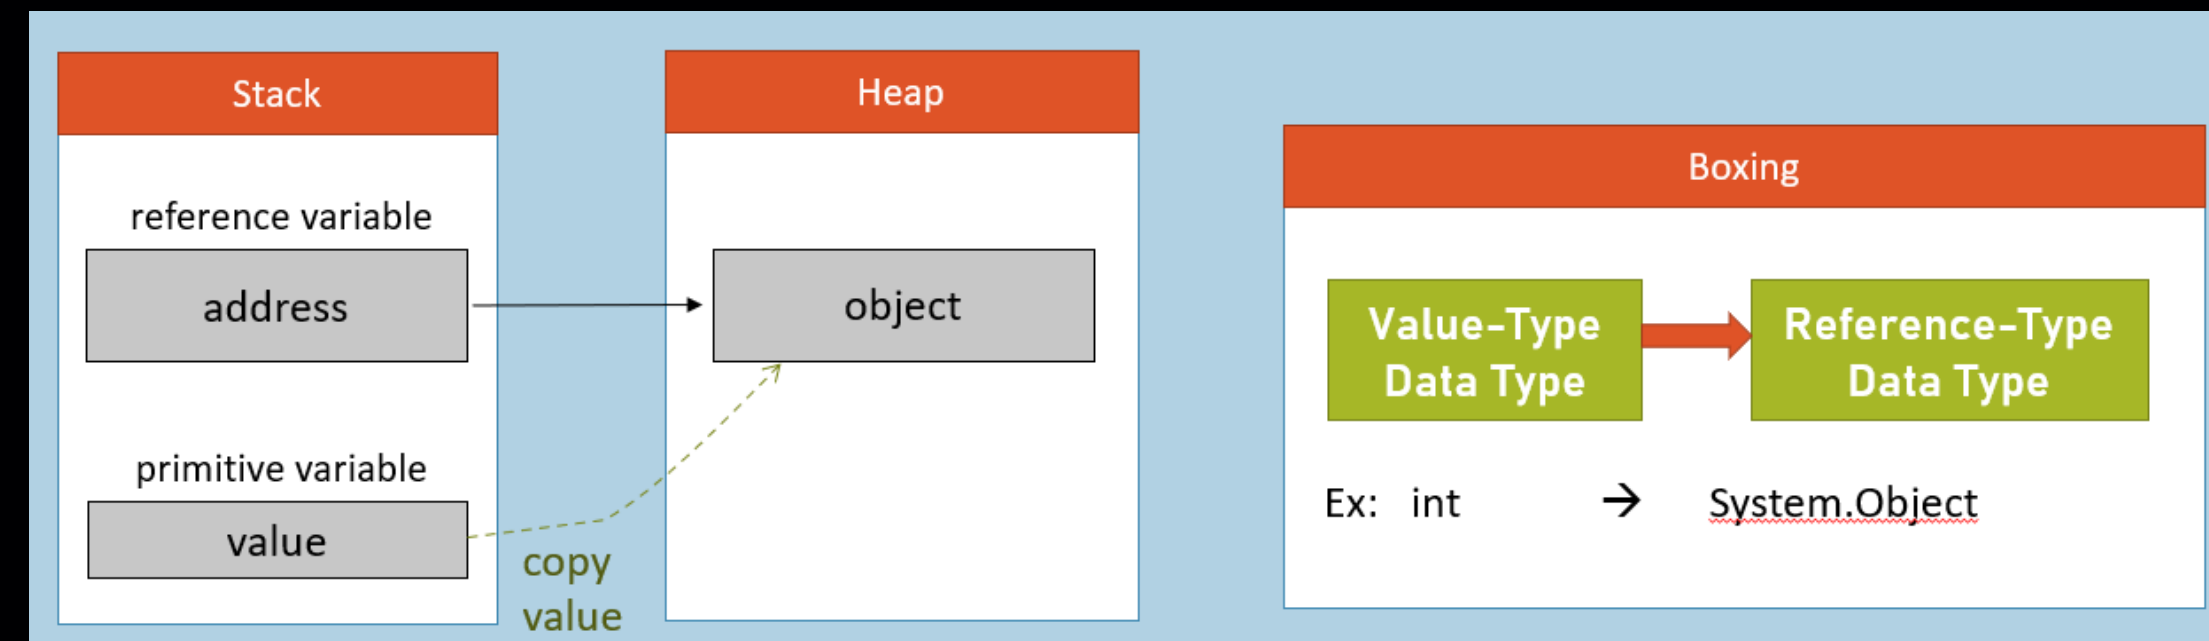 Stack
reference variable
address
primitive variable
value
copy
value
Heap
object
Boxing
Value-Type
Data Type
Reference-Type
Data Type
Ex: int → System.Object